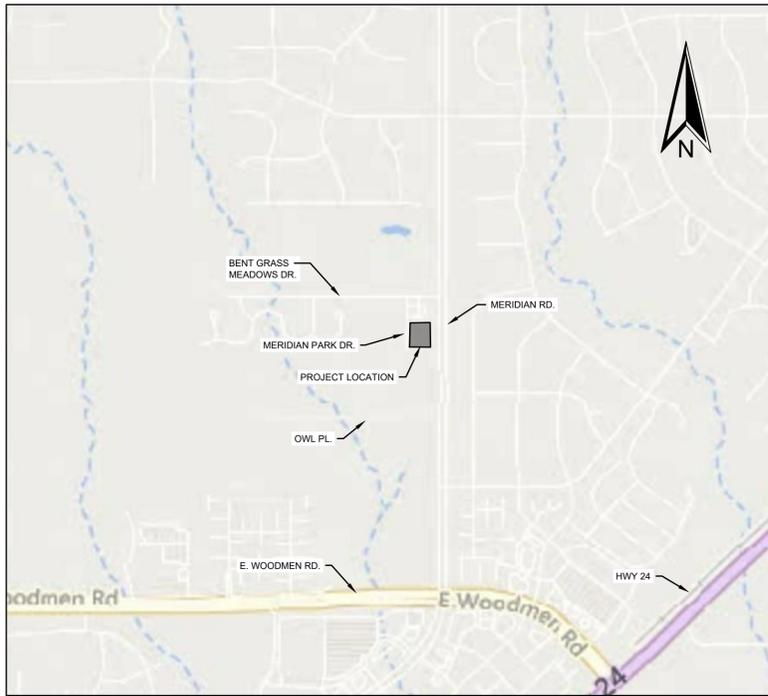 N
BENT GRASS
MEADOWS DR.
MERIDIAN RD.
MERIDIAN PARK DR.
PROJECT LOCATION
OWL PL.
E. WOODMEN RD.
HWY 24
oodmen Rd
E Woodmen Rd
24